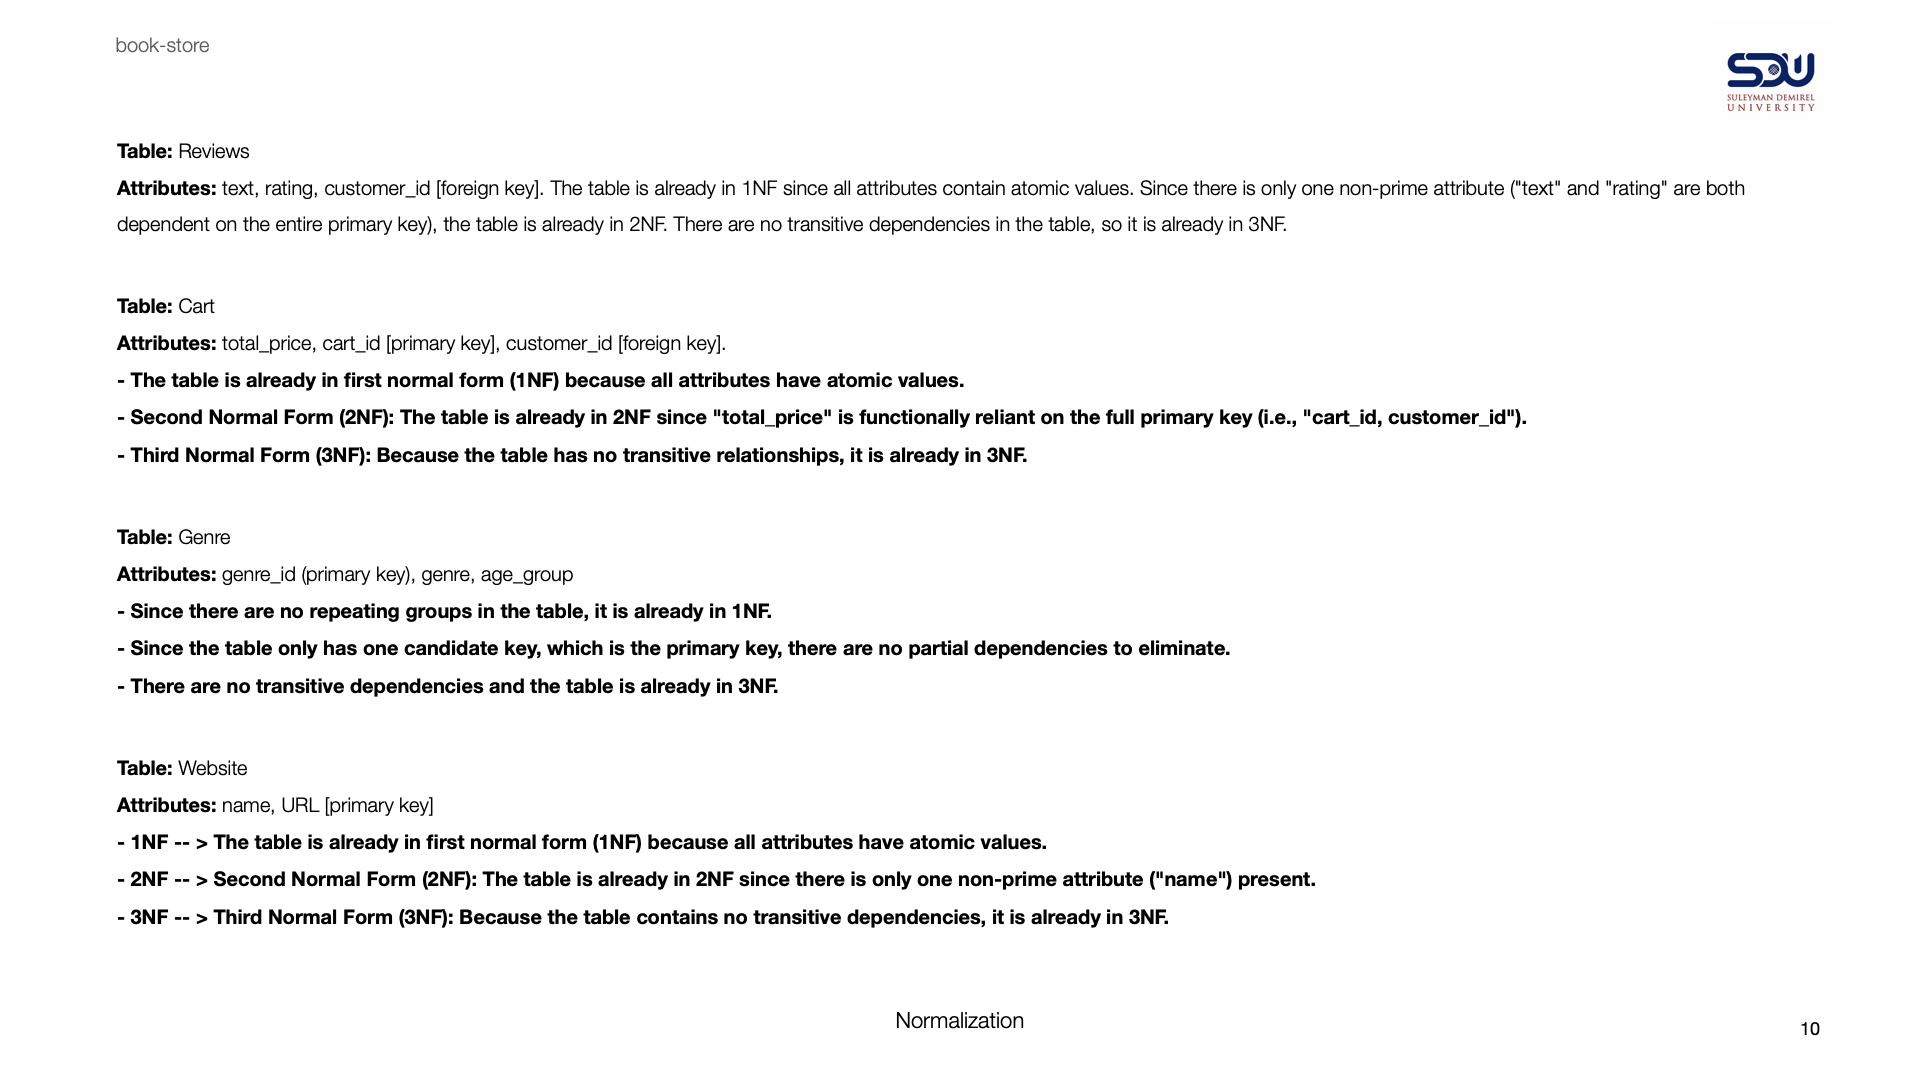 book-store
SDU
SULEYMAN DEMIREL
UNIVERSITY
Table: Reviews
Attributes: text, rating, customer_id [foreign key]. The table is already in 1NF since all attributes contain atomic values. Since there is only one non-prime attribute ("text" and "rating" are both
dependent on the entire primary key), the table is already in 2NF. There are no transitive dependencies in the table, so it is already in 3NF.
Table: Cart
Attributes: total_price, cart_id [primary key], customer_id [foreign key].
- The table is already in first normal form (1NF) because all attributes have atomic values.
- Second Normal Form (2NF): The table is already in 2NF since "total_price" is functionally reliant on the full primary key (i.e., "cart_id, customer_id").
- Third Normal Form (3NF): Because the table has no transitive relationships, it is already in 3NF.
Table: Genre
Attributes: genre_id (primary key), genre, age_group
- Since there are no repeating groups in the table, it is already in 1NF.
- Since the table only has one candidate key, which is the primary key, there are no partial dependencies to eliminate.
- There are no transitive dependencies and the table is already in 3NF.
Table: Website
Attributes: name, URL [primary key]
- 1NF -- > The table is already in first normal form (1NF) because all attributes have atomic values.
- 2NF -- > Second Normal Form (2NF): The table is already in 2NF since there is only one non-prime attribute ("name") present.
- 3NF -- > Third Normal Form (3NF): Because the table contains no transitive dependencies, it is already in 3NF.
Normalization
10